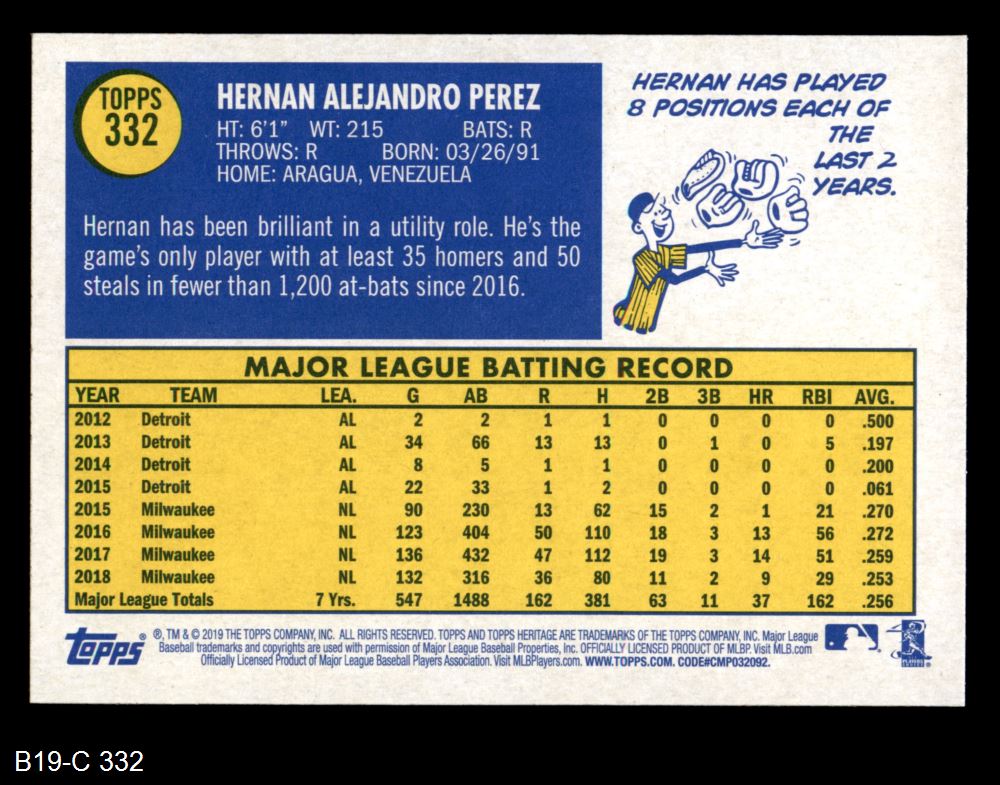 TOPPS
332
HERNAN ALEJANDRO PEREZ
HT: 6'1" WT: 215 BATS: R
THROWS: R BORN: 03/26/91
HOME: ARAGUA, VENEZUELA
Hernan has been brilliant in a utility role. He's the
game's only player with at least 35 homers and 50
steals in fewer than 1,200 at-bats since 2016.
HERNAN HAS PLAYED
8 POSITIONS EACH OF
THE
LAST 2
YEARS.
MAJOR LEAGUE BATTING RECORD
YEAR TEAM LEA. G AB R H 2B 3B HR RBI AVG.
2012 Detroit AL 2 2 1 1 0 0 0 0 .500
2013 Detroit AL 34 66 13 13 0 1 0 5 .197
2014 Detroit AL 8 5 1 1 0 0 0 0 .200
2015 Detroit AL 22 33 1 2 0 0 0 0 .061
2015 Milwaukee NL 90 230 13 62 15 2 1 21 .270
2016 Milwaukee NL 123 404 50 110 18 3 13 56 .272
2017 Milwaukee NL 136 432 47 112 19 3 14 51 .259
2018 Milwaukee NL 132 316 36 80 11 2 9 29 .253
Major League Totals 7 Yrs. 547 1488 162 381 63 11 37 162 .256
Topps ® ®, TM & © 2019 THE TOPPS COMPANY, INC. ALL RIGHTS RESERVED. TOPPS AND TOPPS HERITAGE ARE TRADEMARKS OF THE TOPPS COMPANY, INC. Major League
Baseball trademarks and copyrights are used with permission of Major League Baseball Properties, Inc. OFFICIALLY LICENSED PRODUCT OF MLBP. Visit MLB.com
Officially Licensed Product of Major League Baseball Players Association. Visit MLBPlayers.com. WWW.TOPPS.COM. CODE#CMP032092.
B19-C 332